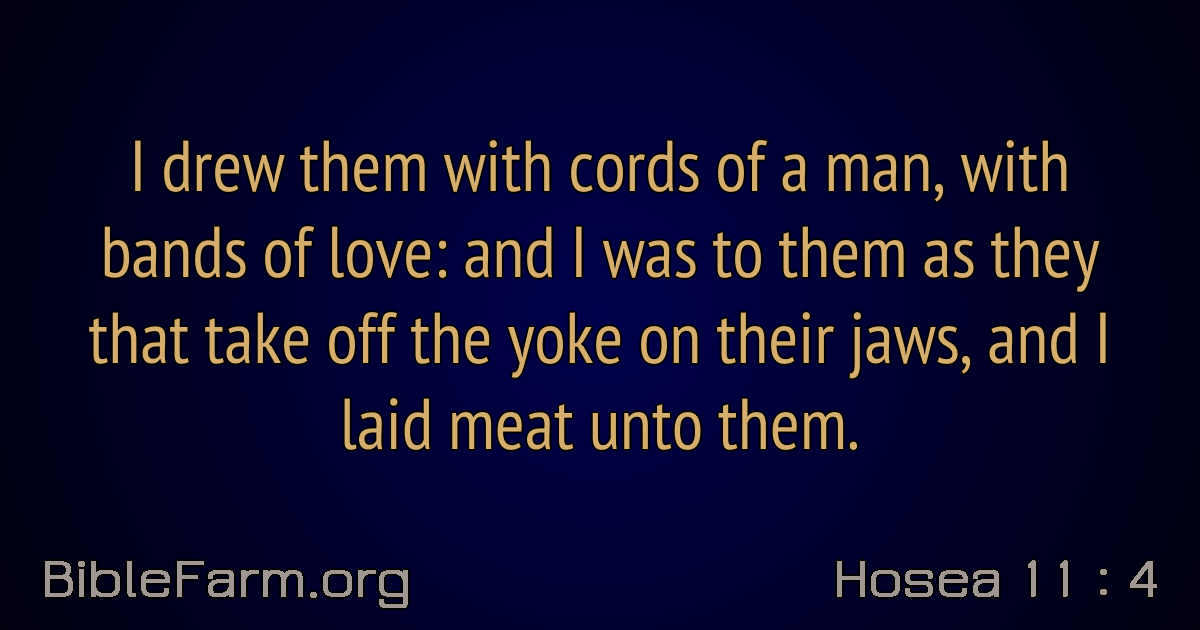 I drew them with cords of a man, with
bands of love: and I was to them as they
that take off the yoke on their jaws, and I
laid meat unto them.
BibleFarm.org
Hosea 11 : 4